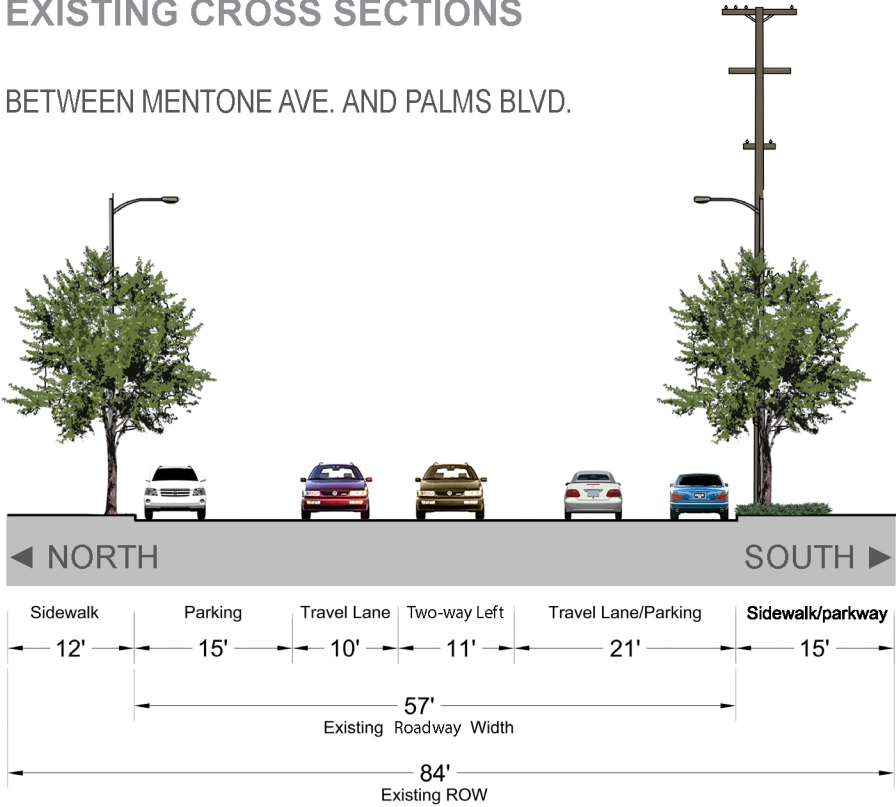 EXISTING CROSS SECTIONS
BETWEEN MENTONE AVE. AND PALMS BLVD.
◄ NORTH
SOUTH ►
Sidewalk
Parking
Travel Lane
Two-way Left
Travel Lane/Parking
Sidewalk/parkway
12'
15'
10'
11'
21'
15'
57'
Existing Roadway Width
84'
Existing ROW